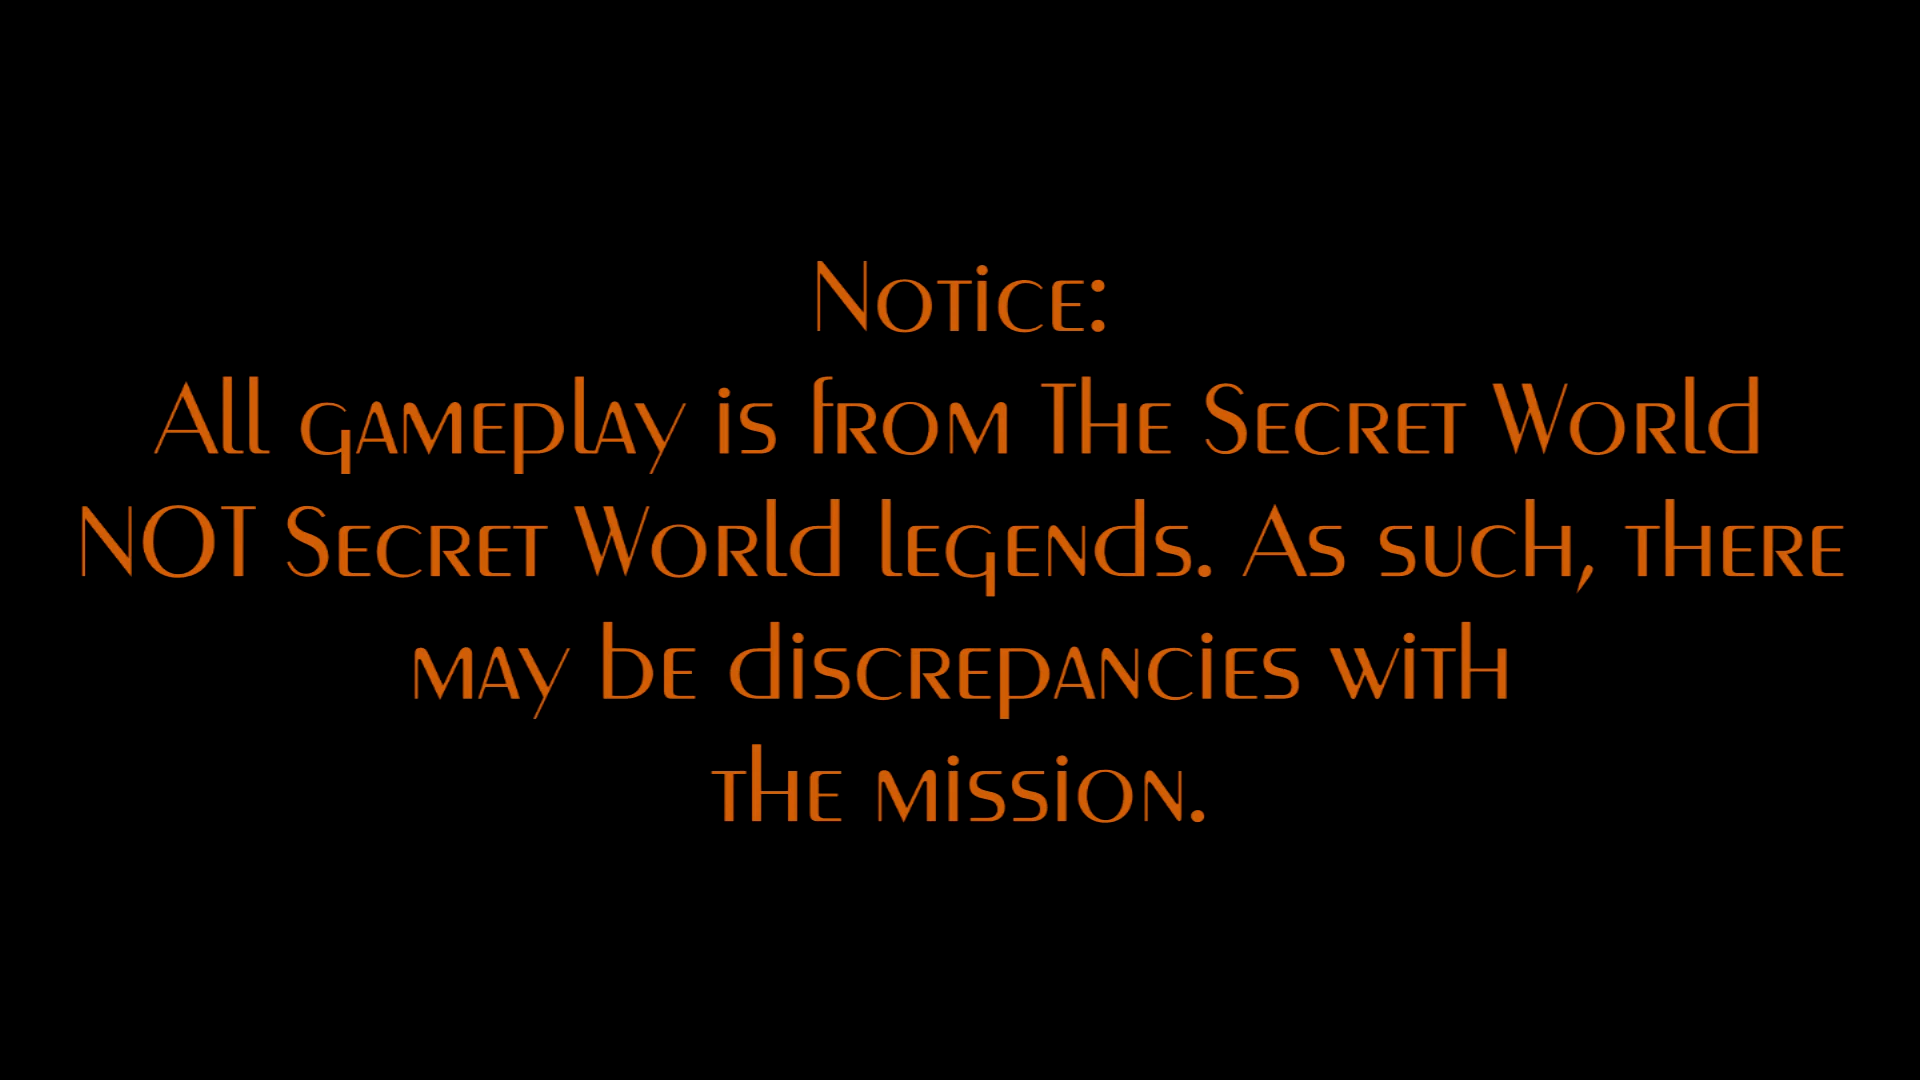 Notice:
All gameplay is from The Secret World
NOT Secret World legends. As such, there
may be discrepancies with
the mission.